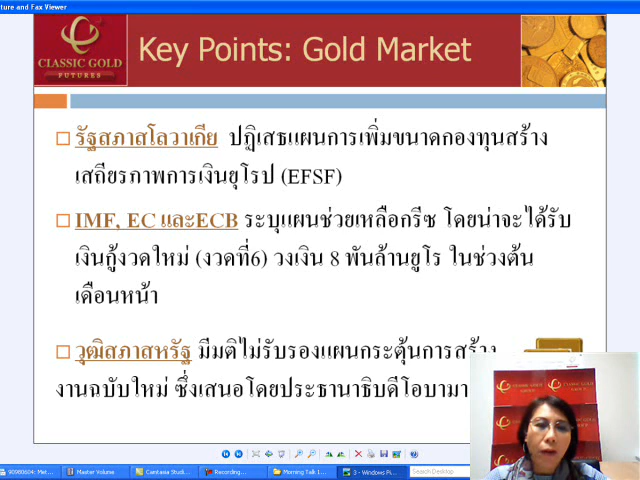 ture and Fax Viewer
CLASSIC GOLD
FUTURES
Key Points: Gold Market
รัฐสภาสโลวาเกีย ปฏิเสธแผนการเพิ่มขนาดกองทุนสร้าง
เสถียรภาพการเงินยุโรป (EFSF)
IMF, EC และECB ระบุแผนช่วยเหลือกรีซ โดยน่าจะได้รับ
เงินกู้งวดใหม่ (งวดที่6) วงเงิน 8 พันล้านยูโร ในช่วงต้น
เดือนหน้า
วุฒิสภาสหรัฐ มีมติไม่รับรองแผนกระตุ้นการสร้าง
งานฉบับใหม่ ซึ่งเสนอโดยประธานาธิบดีโอบามา
CLASSIC GOLD
CLASSIC GOLD
90980604: Met...
Master Volume
Camtasia Studi...
Recording...
Morning Talk 1...
3 - Windows Pi...
Search Desktop